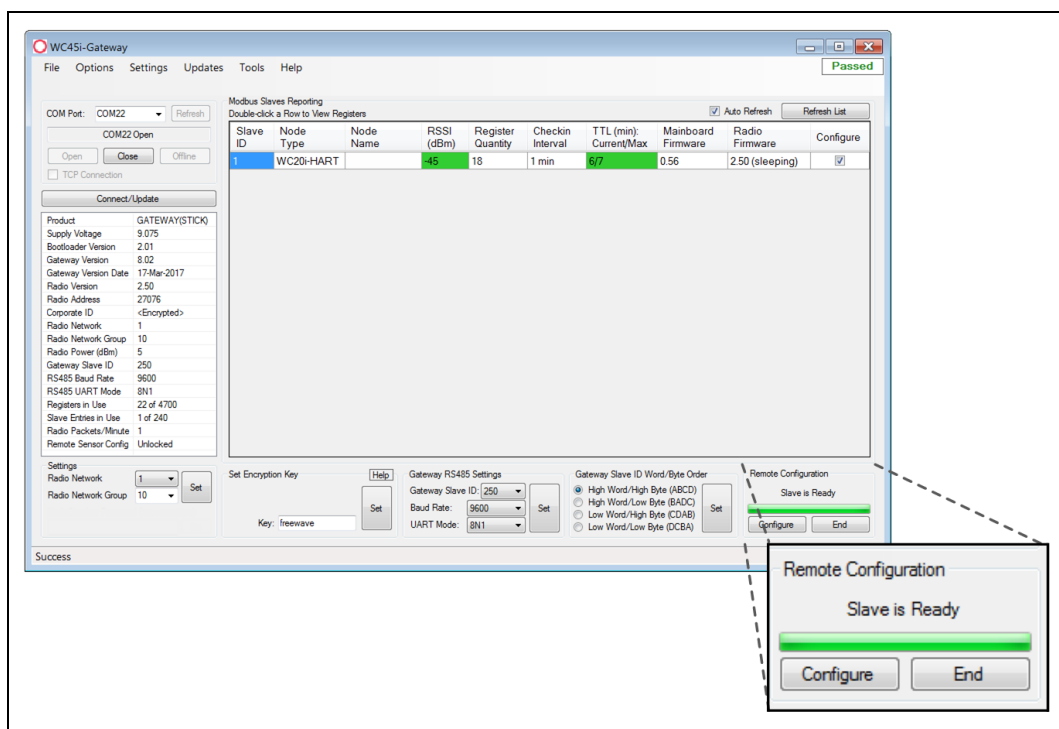 WC45i-Gateway
File Options Settings Updates Tools Help
Passed
COM Port: COM22 Refresh
COM22 Open
Open Close Offline
TCP Connection
Connect/Update
Product GATEWAY(STICK)
Supply Voltage 9.075
Bootloader Version 2.01
Gateway Version 8.02
Gateway Version Date 17-Mar-2017
Radio Version 2.50
Radio Address 27076
Corporate ID <Encrypted>
Radio Network 1
Radio Network Group 10
Radio Power (dBm) 5
Gateway Slave ID 250
RS485 Baud Rate 9600
RS485 UART Mode 8N1
Registers in Use 22 of 4700
Slave Entries in Use 1 of 240
Radio Packets/Minute 1
Remote Sensor Config Unlocked
Modbus Slaves Reporting
Double-click a Row to View Registers
Auto Refresh Refresh List
Slave ID Node Type Node Name RSSI (dBm) Register Quantity Checkin Interval TTL (min): Current/Max Mainboard Firmware Radio Firmware Configure
1 WC20i-HART -45 18 1 min 6/7 0.56 2.50 (sleeping)
Settings
Radio Network 1
Radio Network Group 10
Set
Set Encryption Key Help
Set
Key: freewave
Gateway RS485 Settings
Gateway Slave ID: 250
Baud Rate: 9600
UART Mode: 8N1
Set
Gateway Slave ID Word/Byte Order
High Word/High Byte (ABCD)
High Word/Low Byte (BADC)
Low Word/High Byte (CDAB)
Low Word/Low Byte (DCBA)
Set
Remote Configuration
Slave is Ready
Configure End
Success
Remote Configuration
Slave is Ready
Configure End